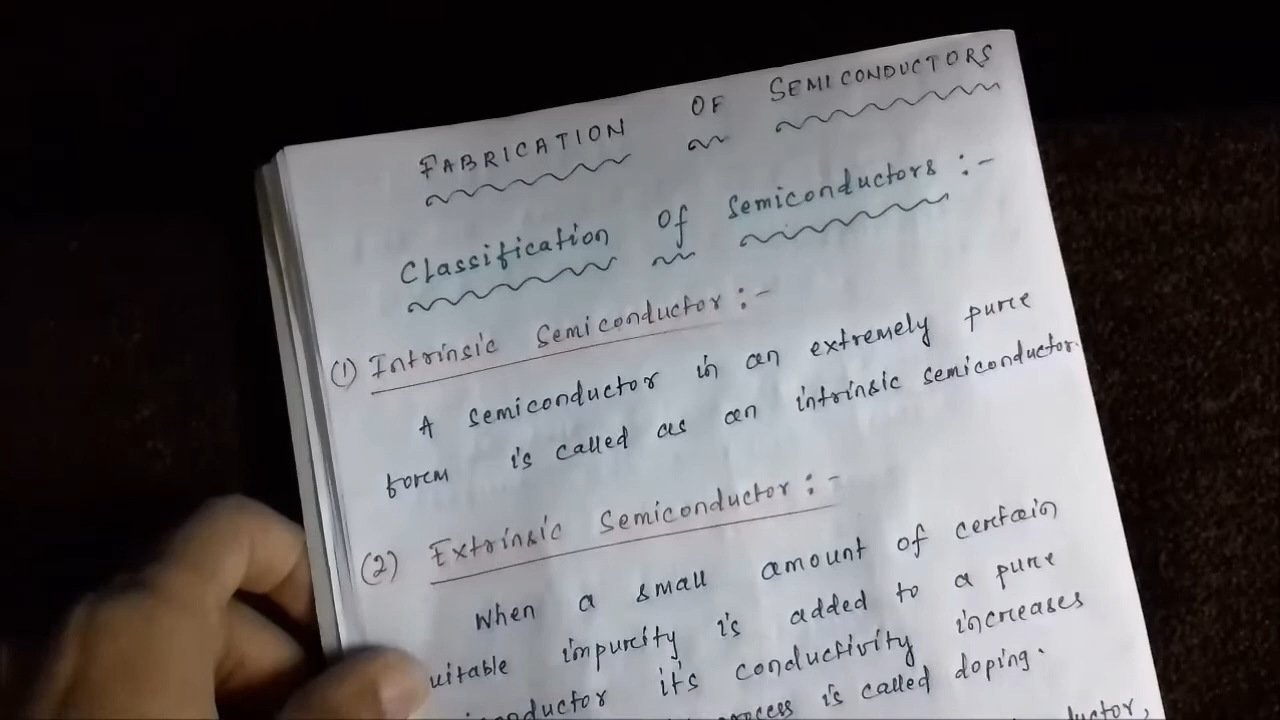 FABRICATION OF SEMICONDUCTORS
Classification of Semiconductors :-
(1) Intrinsic Semiconductor :-
A semiconductor in an extremely pure
form is called as an intrinsic semiconductor.
(2) Extrinsic Semiconductor :-
When a small amount of certain
uitable impurity is added to a pure
nductor its conductivity increases
is called doping.
ductor,